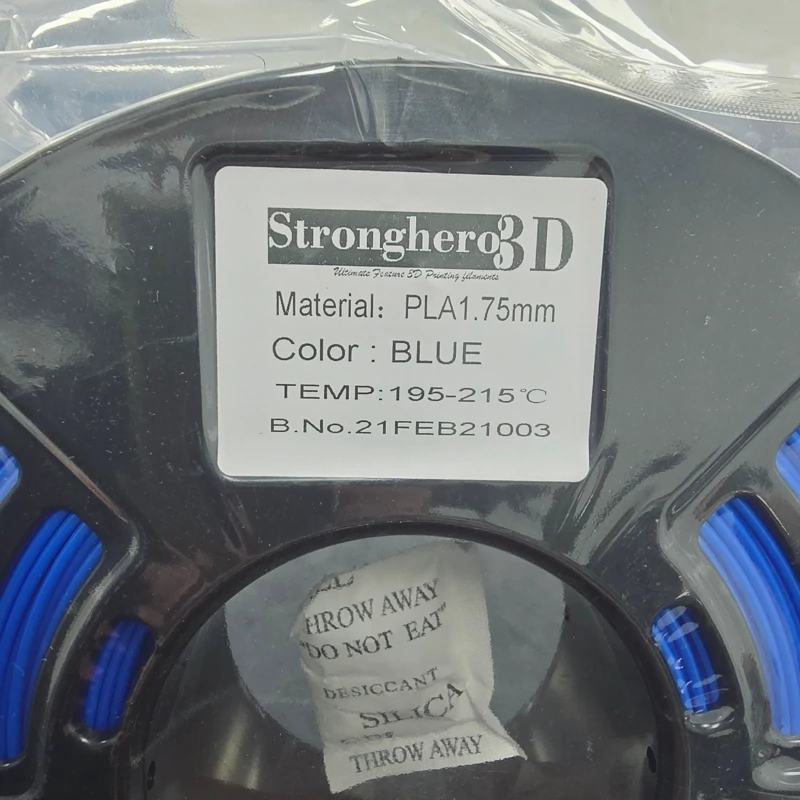 Stronghero3D
Ultimate Feature 3D Printing filaments
Material: PLA1.75mm
Color : BLUE
TEMP:195-215℃
B.No.21FEB21003
THROW AWAY
"DO NOT EAT"
DESICCANT
SILICA
THROW AWAY